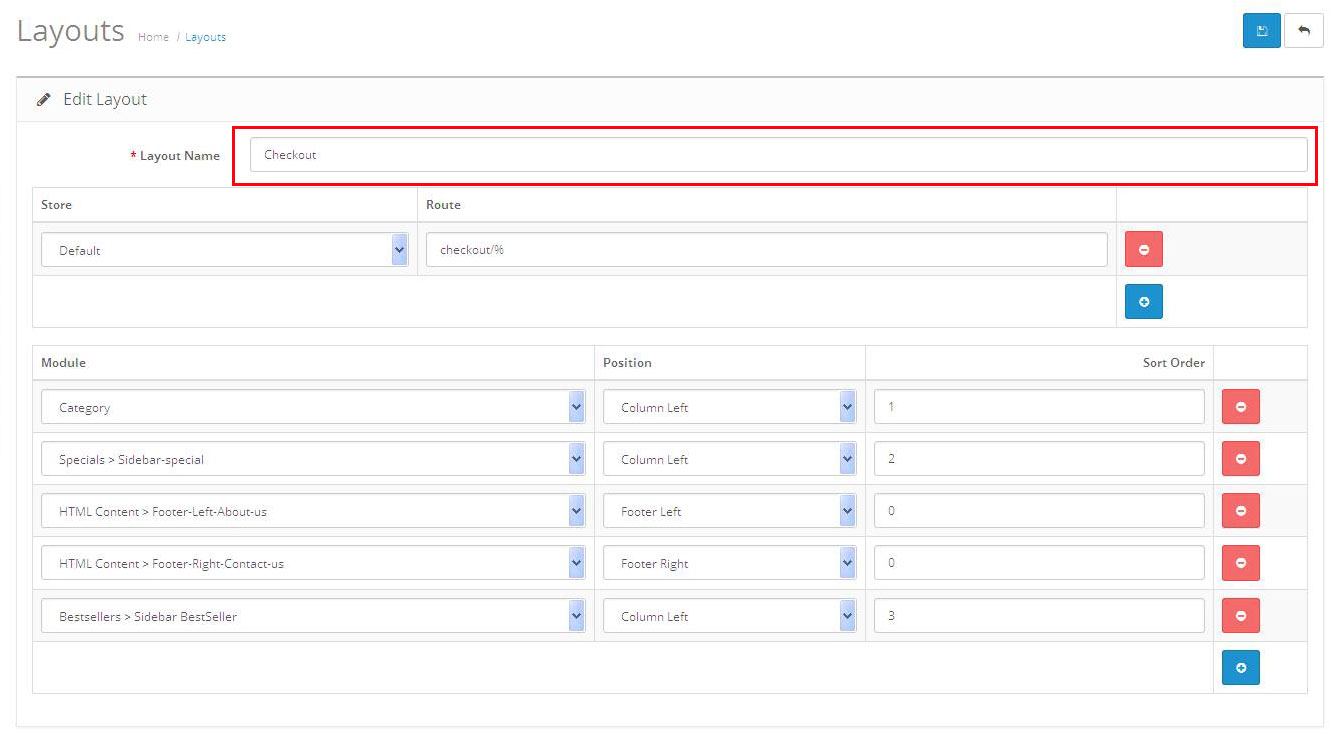 Layouts Home / Layouts
Edit Layout
* Layout Name Checkout
Store Route
Default checkout/%
Module Position Sort Order
Category Column Left 1
Specials > Sidebar-special Column Left 2
HTML Content > Footer-Left-About-us Footer Left 0
HTML Content > Footer-Right-Contact-us Footer Right 0
Bestsellers > Sidebar BestSeller Column Left 3